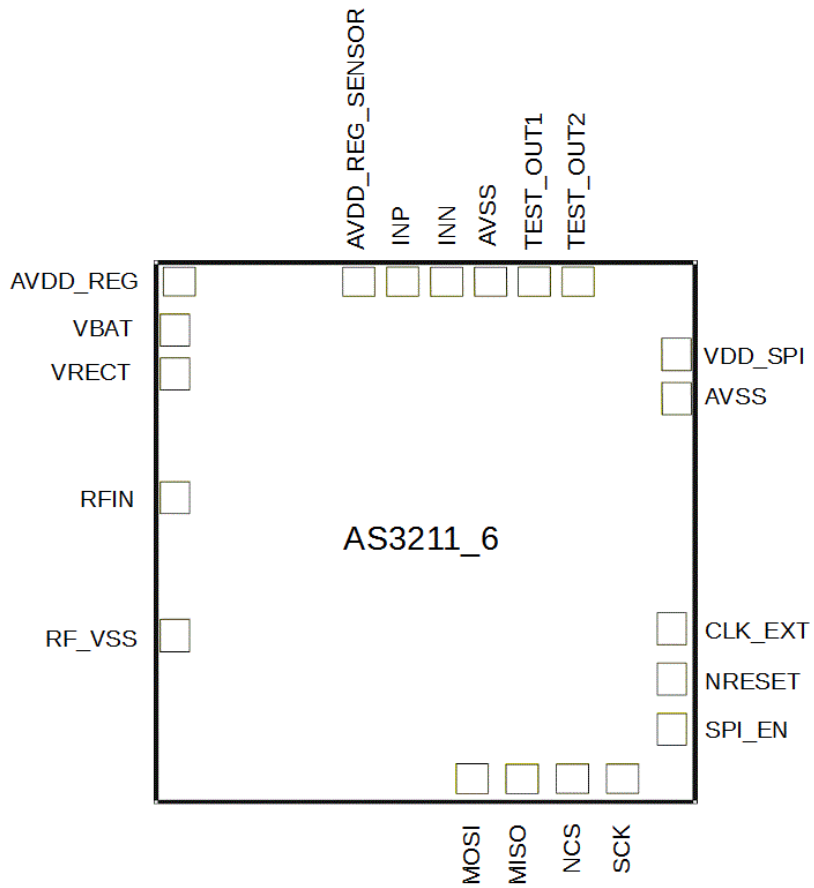 AVDD_REG_SENSOR
INP
INN
AVSS
TEST_OUT1
TEST_OUT2
AVDD_REG
VBAT
VRECT
RFIN
RF_VSS
AS3211_6
VDD_SPI
AVSS
CLK_EXT
NRESET
SPI_EN
MOSI
MISO
NCS
SCK